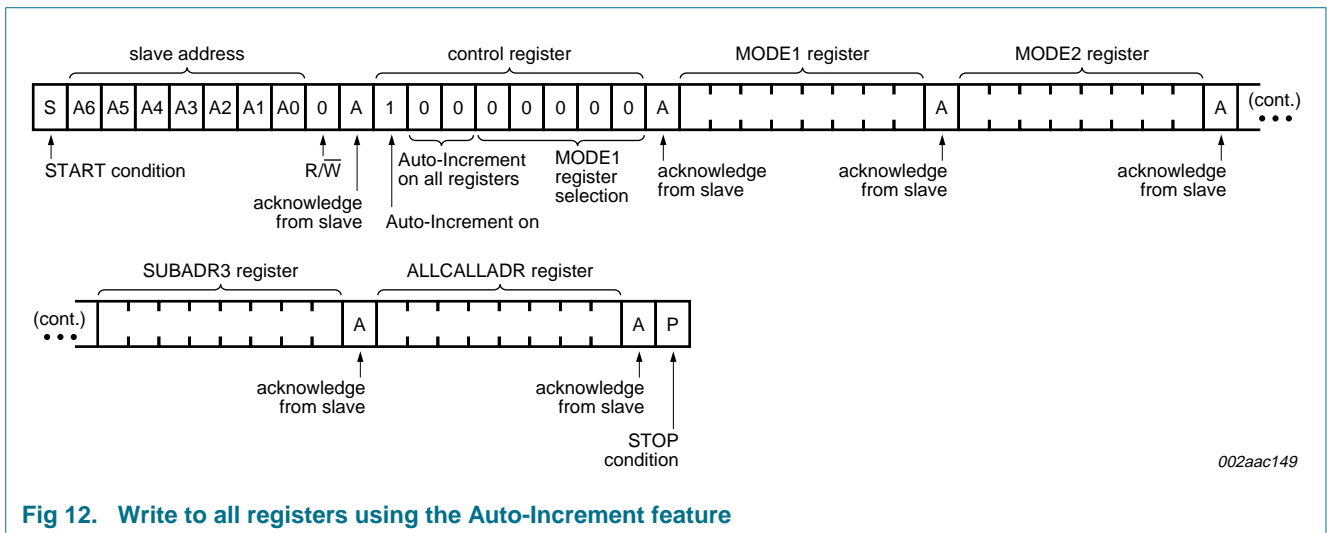 slave address control register MODE1 register MODE2 register
S A6 A5 A4 A3 A2 A1 A0 0 A 1 0 0 0 0 0 0 0 A A A (cont.)
• • •
START condition R/W̅ Auto-Increment on all registers MODE1 register selection acknowledge from slave acknowledge from slave acknowledge from slave
acknowledge from slave Auto-Increment on
SUBADR3 register ALLCALLADR register
(cont.) A A P
• • •
acknowledge from slave acknowledge from slave
STOP condition
002aac149
Fig 12. Write to all registers using the Auto-Increment feature